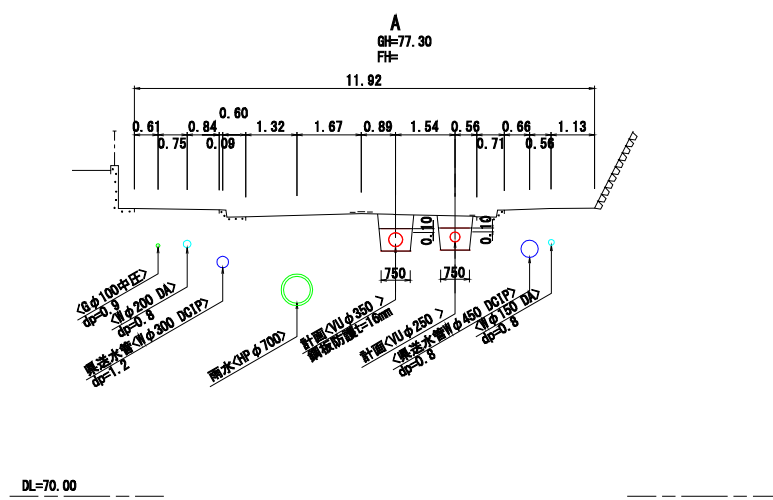 A
GH=77.30
FH=
11.92
0.60
0.61
0.84
1.32
1.67
0.89
1.54
0.56
0.66
1.13
0.75
0.09
0.71
0.56
0.10
0.10
750
750
<Gφ100中圧>
dp=0.9
<Wφ200 DA>
dp=0.8
県送水管<Wφ300 DCIP>
dp=1.2
雨水<HPφ700>
計画<VUφ350 >
鋼板防護t=16mm
計画<VUφ250 >
<県送水管Wφ450 DCIP>
dp=0.8
<Wφ150 DA>
dp=0.8
DL=70.00